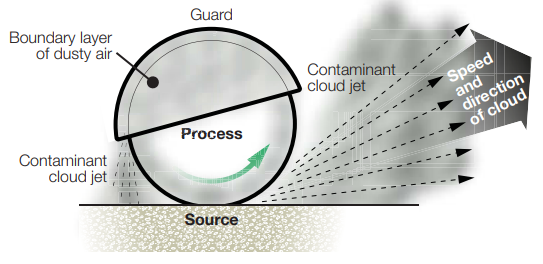 Guard
Boundary layer
of dusty air
Contaminant
cloud jet
Process
Contaminant
cloud jet
Source
Speed
and
direction
of cloud